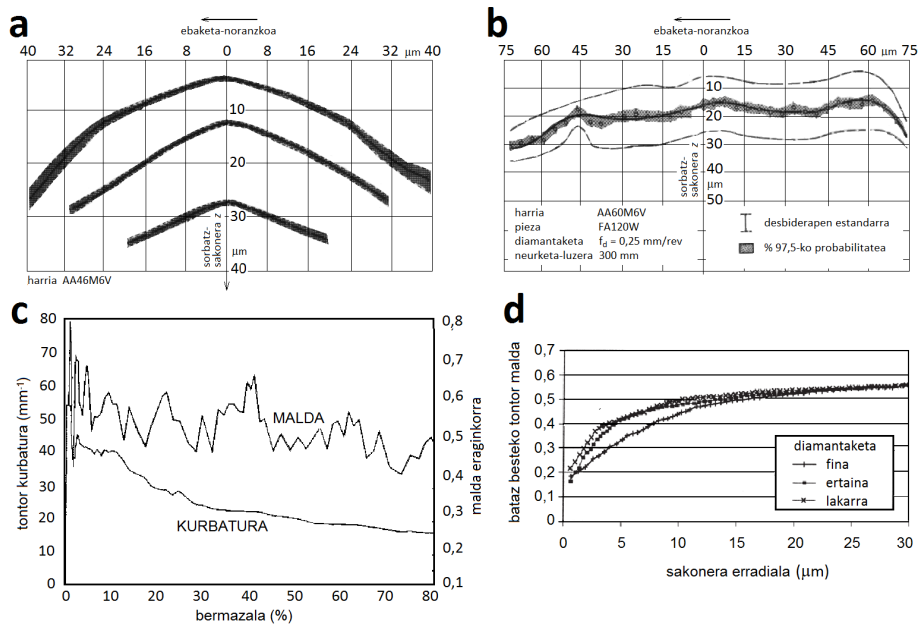 a
ebaketa-noranzkoa
40 32 24 16 8 0 8 16 24 32 μm 40
10
20
30
μm
40
sorbatz-
sakonera z
harria AA46M6V
b
ebaketa-noranzkoa
75 60 45 30 15 0 15 30 45 60 μm 75
10
20
30
μm
50
sorbatz-
sakonera z
harria AA60M6V
pieza FA120W
diamantaketa fd = 0,25 mm/rev
neurketa-luzera 300 mm
desbiderapen estandarra
% 97,5-ko probabilitatea
c
tontor kurbatura (mm-1)
80
70
60
50
40
30
20
10
0
MALDA
KURBATURA
0,8
0,7
0,6
0,5
0,4
0,3
0,2
0,1
malda eraginkorra
0 10 20 30 40 50 60 70 80
bermazala (%)
d
bataz besteko tontor malda
0,7
0,6
0,5
0,4
0,3
0,2
0,1
0
diamantaketa
fina
ertaina
lakarra
0 5 10 15 20 25 30
sakonera erradiala (μm)